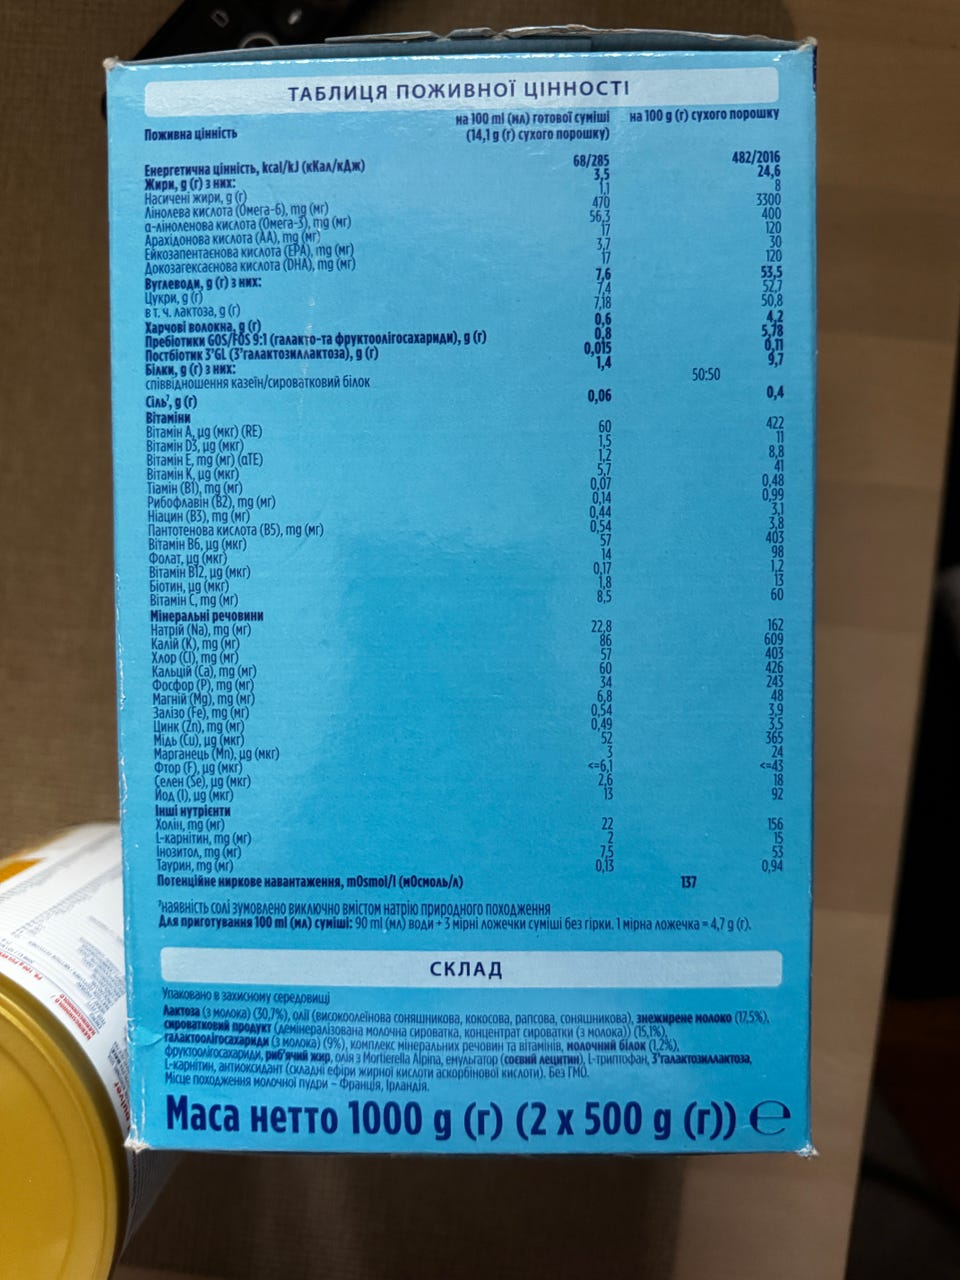 ТАБЛИЦЯ ПОЖИВНОЇ ЦІННОСТІ
Поживна цінність на 100 ml (мл) готової суміші (14,1 g (г) сухого порошку) на 100 g (г) сухого порошку
Енергетична цінність, kcal/kJ (кКал/кДж) 68/285 482/2016
Жири, g (г) з них: 3,5 24,6
Насичені жири, g (г) 1,1 8
Лінолева кислота (Омега-6), mg (мг) 470 3300
α-ліноленова кислота (Омега-3), mg (мг) 56,3 400
Арахідонова кислота (АА), mg (мг) 17 120
Ейкозапентаєнова кислота (EPA), mg (мг) 3,7 30
Докозагексаєнова кислота (DHA), mg (мг) 17 120
Вуглеводи, g (г) з них: 7,6 53,5
Цукри, g (г) 7,4 52,7
в т. ч. лактоза, g (г) 7,18 50,8
Харчові волокна, g (г) 0,6 4,2
Пребіотики GOS/FOS 9:1 (галакто-та фруктоолігосахариди), g (г) 0,8 5,78
Постбіотик 3'GL (3'галактозиллактоза), g (г) 0,015 0,11
Білки, g (г) з них: 1,4 9,7
співвідношення казеїн/сироватковий білок 50:50
Сіль', g (г) 0,06 0,4
Вітаміни
Вітамін А, µg (мкг) (RE) 60 422
Вітамін D3, µg (мкг) 1,5 11
Вітамін Е, mg (мг) (αTE) 1,2 8,8
Вітамін К, µg (мкг) 5,7 41
Тіамін (B1), mg (мг) 0,07 0,48
Рибофлавін (B2), mg (мг) 0,14 0,99
Ніацин (B3), mg (мг) 0,44 3,1
Пантотенова кислота (B5), mg (мг) 0,54 3,8
Вітамін B6, µg (мкг) 57 403
Фолат, µg (мкг) 14 98
Вітамін B12, µg (мкг) 0,17 1,2
Біотин, µg (мкг) 1,8 13
Вітамін С, mg (мг) 8,5 60
Мінеральні речовини
Натрій (Na), mg (мг) 22,8 162
Калій (K), mg (мг) 86 609
Хлор (Cl), mg (мг) 57 403
Кальцій (Ca), mg (мг) 60 426
Фосфор (P), mg (мг) 34 243
Магній (Mg), mg (мг) 6,8 48
Залізо (Fe), mg (мг) 0,54 3,9
Цинк (Zn), mg (мг) 0,49 3,5
Мідь (Cu), µg (мкг) 52 365
Марганець (Mn), µg (мкг) 3 24
Фтор (F), µg (мкг) <=6,1 <=43
Селен (Se), µg (мкг) 2,6 18
Йод (I), µg (мкг) 13 92
Інші нутрієнти
Холін, mg (мг) 22 156
L-карнітин, mg (мг) 2 15
Інозитол, mg (мг) 7,5 53
Таурин, mg (мг) 0,13 0,94
Потенційне ниркове навантаження, mOsmol/l (мОсмоль/л) 137
'наявність солі зумовлено виключно вмістом натрію природного походження
Для приготування 100 ml (мл) суміші: 90 ml (мл) води + 3 мірні ложечки суміші без гірки. 1 мірна ложечка = 4,7 g (г).
СКЛАД
Упаковано в захисному середовищі
Лактоза (з молока) (30,7%), олії (високоолеїнова соняшникова, кокосова, рапсова, соняшникова), знежирене молоко (17,5%),
сироватковий продукт (демінералізована молочна сироватка, концентрат сироватки (з молока)) (15,1%),
галактоолігосахариди (з молока) (9%), комплекс мінеральних речовин та вітамінів, молочний білок (1,2%),
фруктоолігосахариди, риб'ячий жир, олія з Mortierella Alpina, емульгатор (соєвий лецитин), L-триптофан, 3'галактозиллактоза,
L-карнітин, антиоксидант (складні ефіри жирної кислоти аскорбінової кислоти). Без ГМО.
Місце походження молочної пудри – Франція, Ірландія.
Маса нетто 1000 g (г) (2 x 500 g (г)) ℮